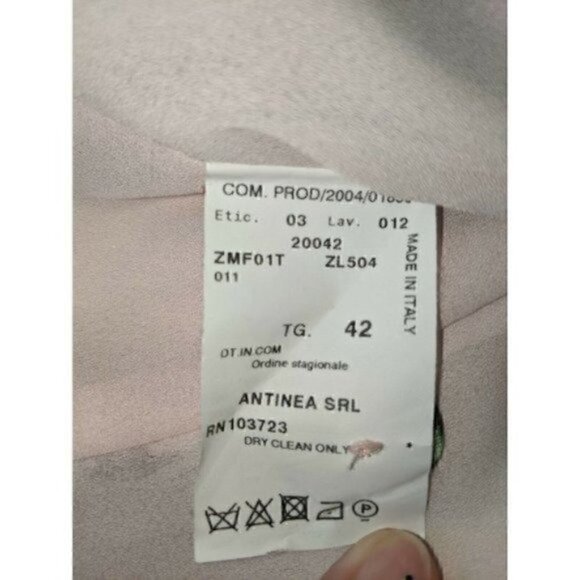 COM. PROD/2004/
Etic. 03 Lav. 012
20042
ZMF01T ZL504
011
TG. 42
DT.IN.COM
Ordine stagionale
ANTINEA SRL
RN103723
DRY CLEAN ONLY
P
MADE IN ITALY